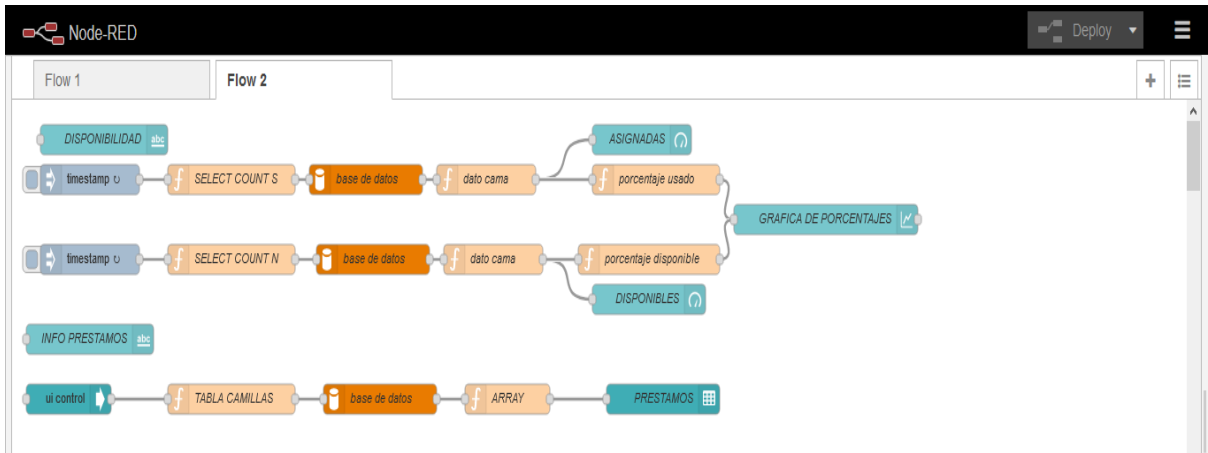 Node-RED
Deploy
Flow 1
Flow 2
DISPONIBILIDAD abc
ASIGNADAS
timestamp ↻
f SELECT COUNT S
base de datos
f dato cama
f porcentaje usado
GRAFICA DE PORCENTAJES
timestamp ↻
f SELECT COUNT N
base de datos
f dato cama
f porcentaje disponible
DISPONIBLES
INFO PRESTAMOS abc
ui control
f TABLA CAMILLAS
base de datos
f ARRAY
PRESTAMOS